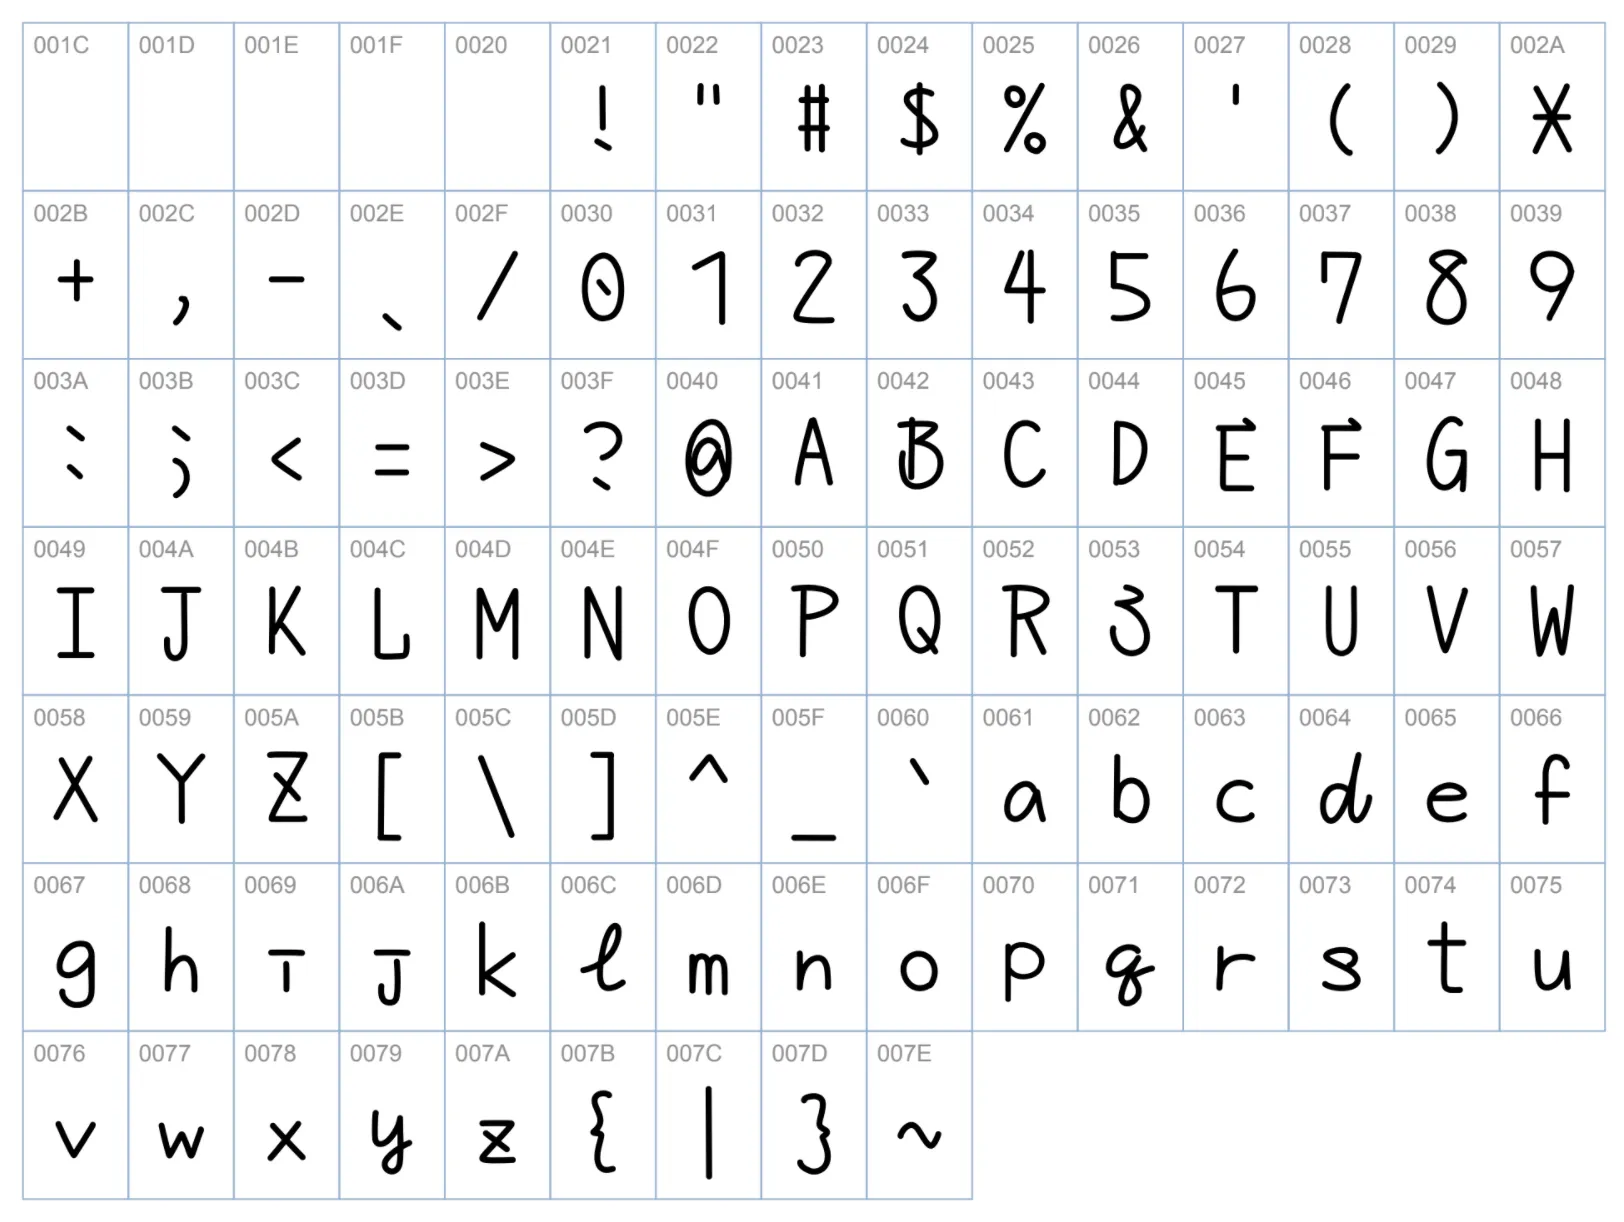 001C 001D 001E 001F 0020 0021 0022 0023 0024 0025 0026 0027 0028 0029 002A
! " # $ % & ' ( ) *
002B 002C 002D 002E 002F 0030 0031 0032 0033 0034 0035 0036 0037 0038 0039
+ , - . / 0 1 2 3 4 5 6 7 8 9
003A 003B 003C 003D 003E 003F 0040 0041 0042 0043 0044 0045 0046 0047 0048
: ; < = > ? @ A B C D E F G H
0049 004A 004B 004C 004D 004E 004F 0050 0051 0052 0053 0054 0055 0056 0057
I J K L M N O P Q R S T U V W
0058 0059 005A 005B 005C 005D 005E 005F 0060 0061 0062 0063 0064 0065 0066
X Y Z [ \ ] ^ _ ` a b c d e f
0067 0068 0069 006A 006B 006C 006D 006E 006F 0070 0071 0072 0073 0074 0075
g h i j k l m n o p q r s t u
0076 0077 0078 0079 007A 007B 007C 007D 007E
v w x y z { | } ~